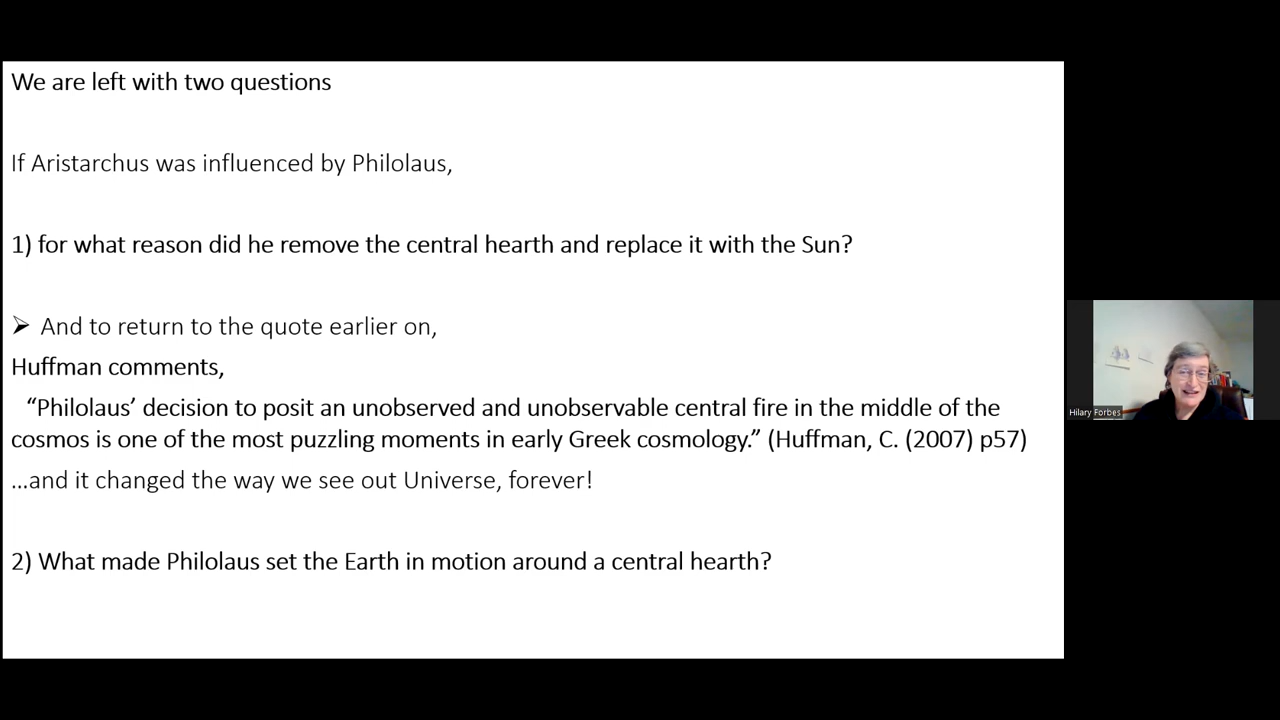 We are left with two questions
If Aristarchus was influenced by Philolaus,
1) for what reason did he remove the central hearth and replace it with the Sun?
➢ And to return to the quote earlier on,
Huffman comments,
“Philolaus’ decision to posit an unobserved and unobservable central fire in the middle of the
cosmos is one of the most puzzling moments in early Greek cosmology.” (Huffman, C. (2007) p57)
…and it changed the way we see out Universe, forever!
2) What made Philolaus set the Earth in motion around a central hearth?
Hilary Forbes